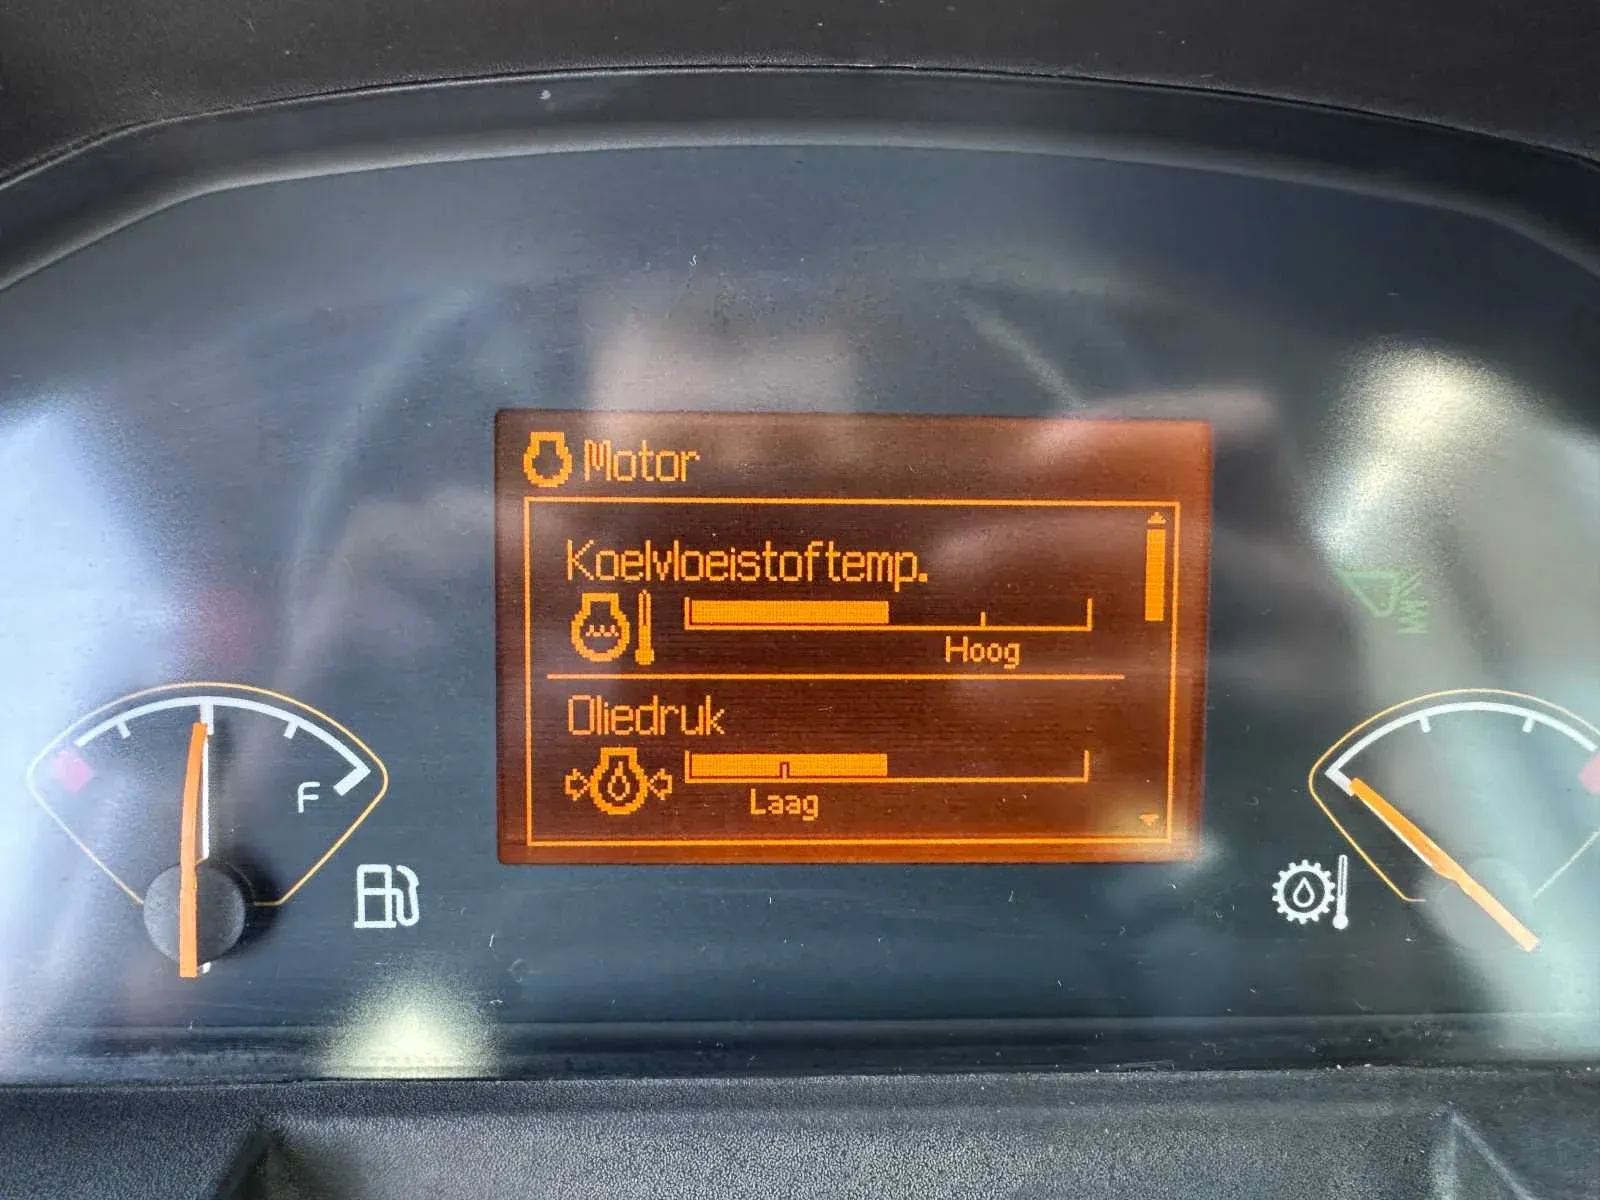 Motor
Koelvloeistoftemp.
Hoog
Oliedruk
Laag
F